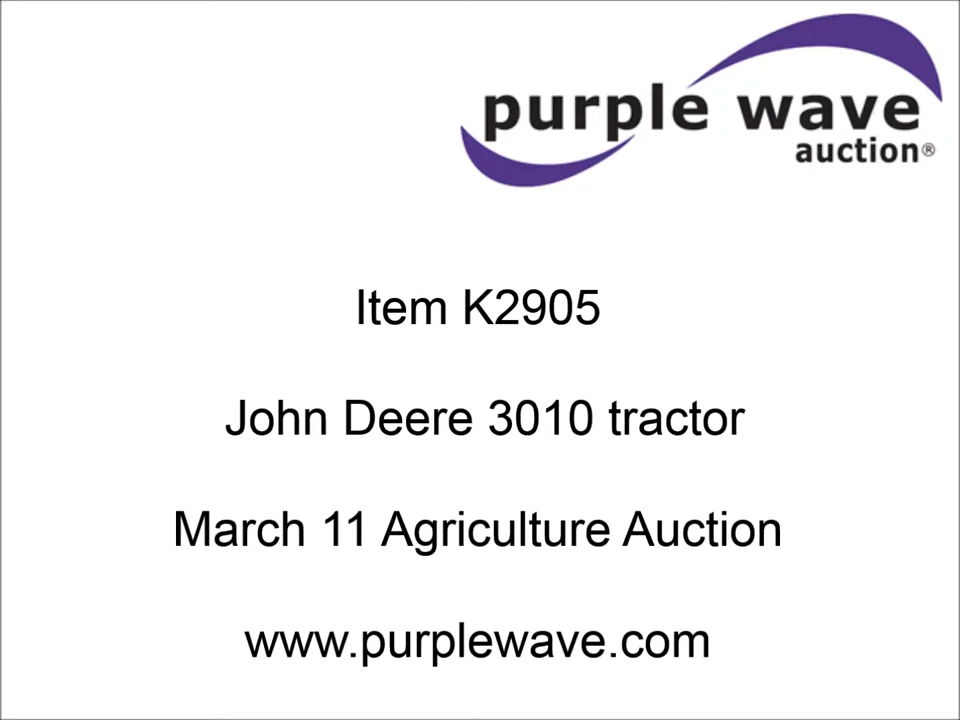 purple wave
auction®
Item K2905
John Deere 3010 tractor
March 11 Agriculture Auction
www.purplewave.com